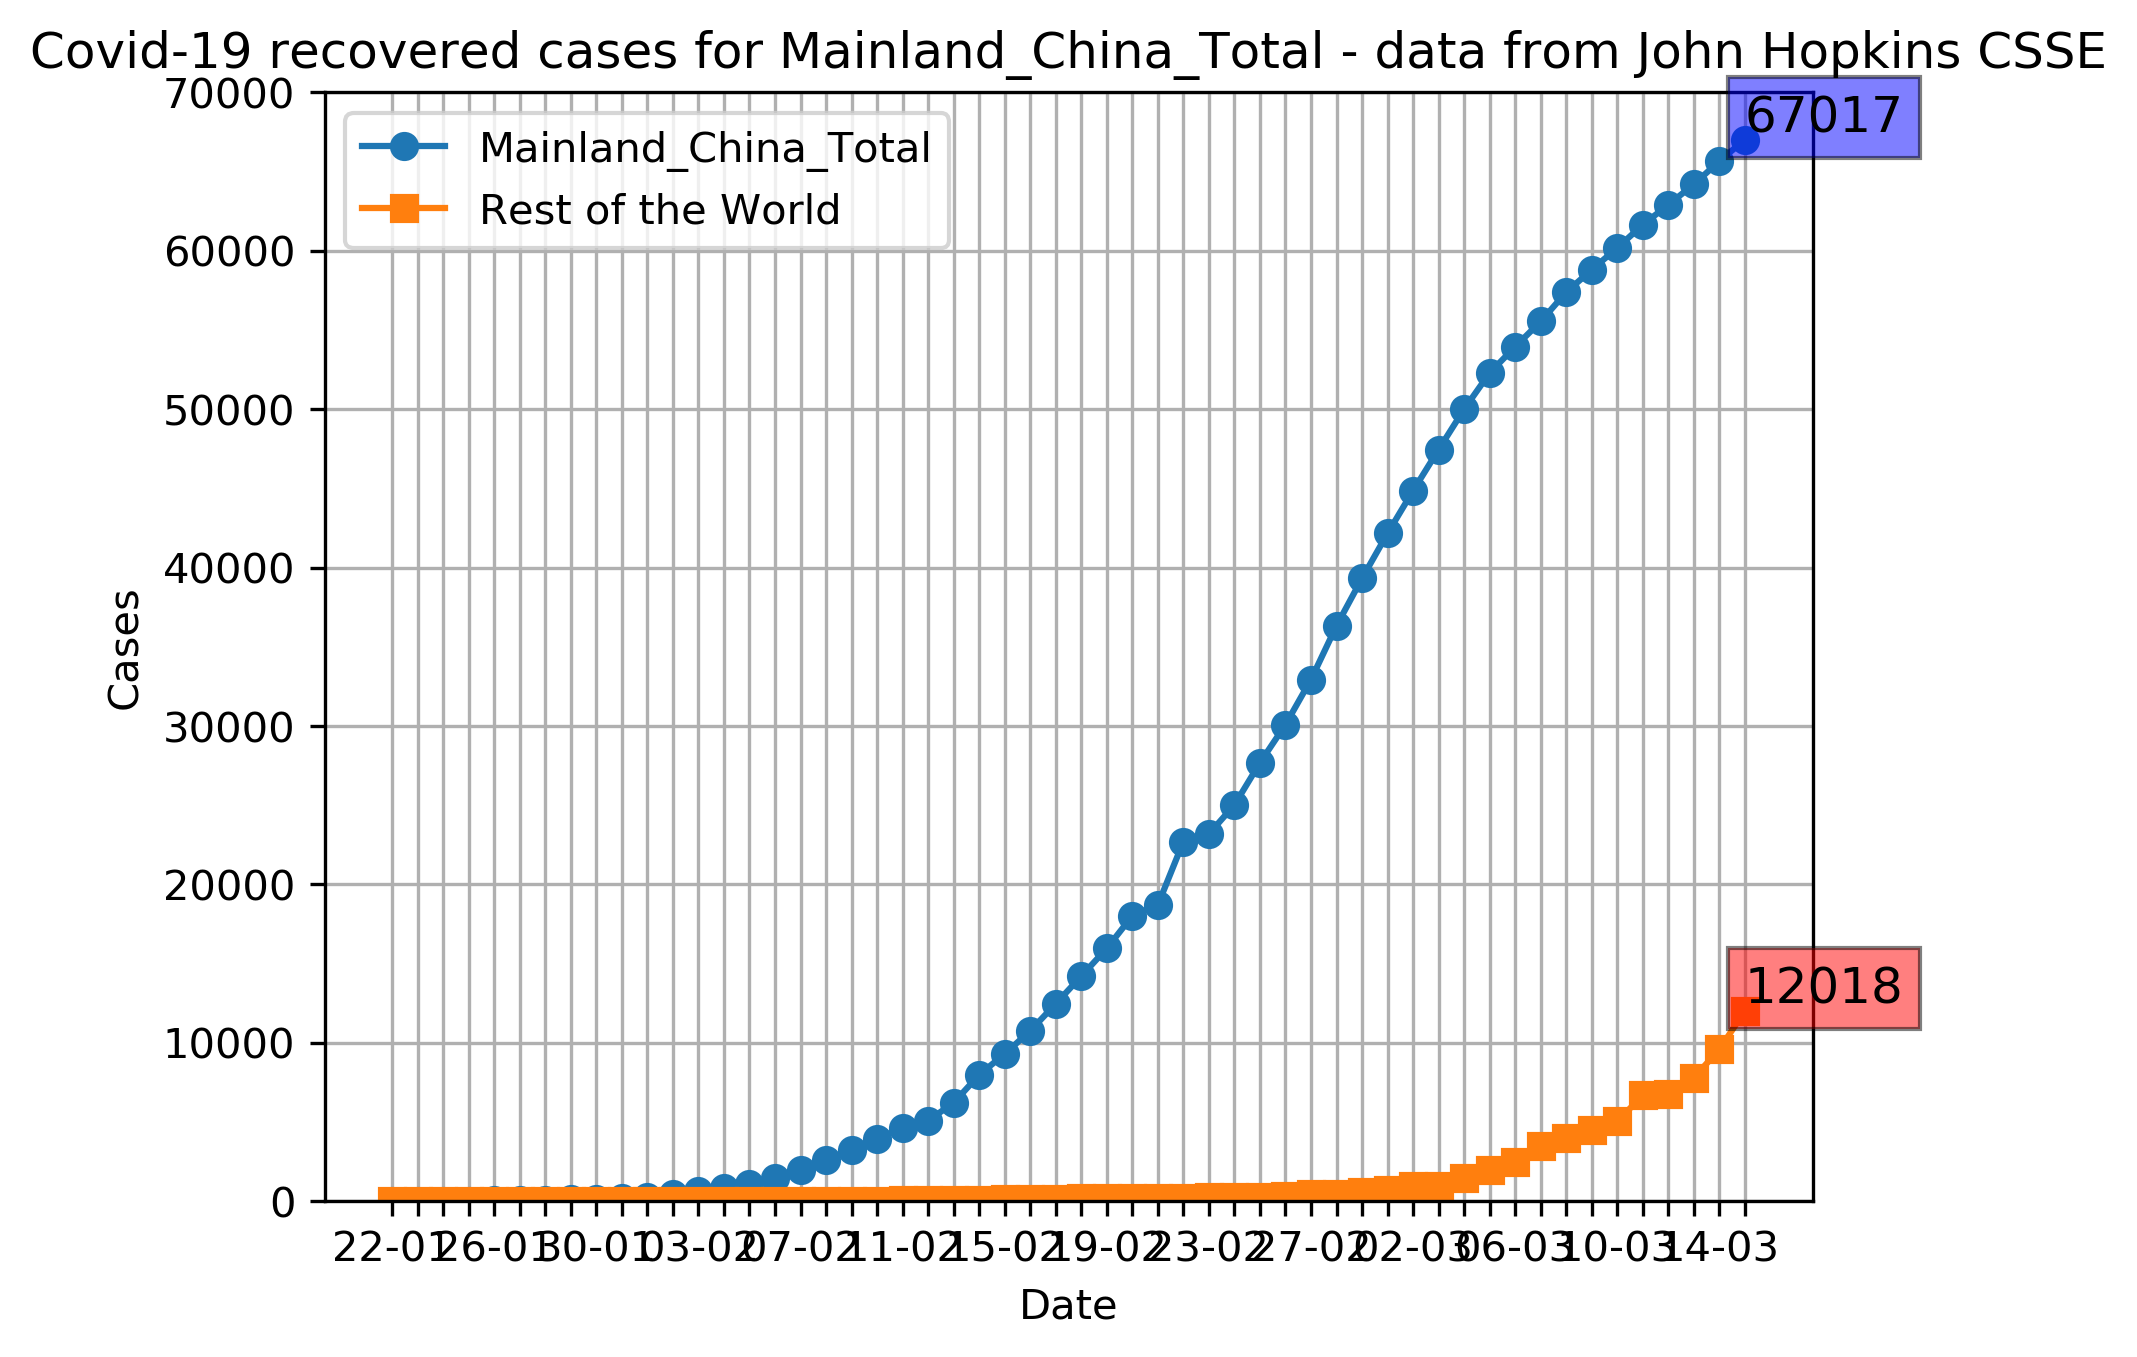 Covid-19 recovered cases for Mainland_China_Total - data from John Hopkins CSSE
Mainland_China_Total
Rest of the World
67017
12018
70000
60000
50000
40000
30000
20000
10000
0
Cases
22-01 26-01 30-01 03-02 07-02 11-02 15-02 19-02 23-02 27-02 02-03 06-03 10-03 14-03
Date